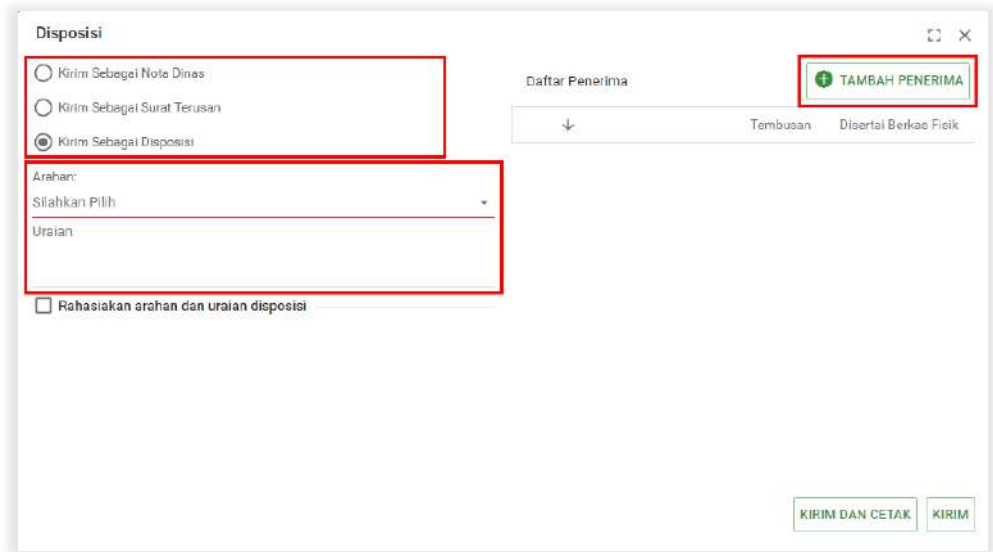 Disposisi
Kirim Sebagai Nota Dinas
Kirim Sebagai Surat Terusan
Kirim Sebagai Disposisi
Arahan:
Silahkan Pilih
Uraian
Rahasiakan arahan dan uraian disposisi
Daftar Penerima
TAMBAH PENERIMA
Tembusan Disertai Berkas Fisik
KIRIM DAN CETAK KIRIM